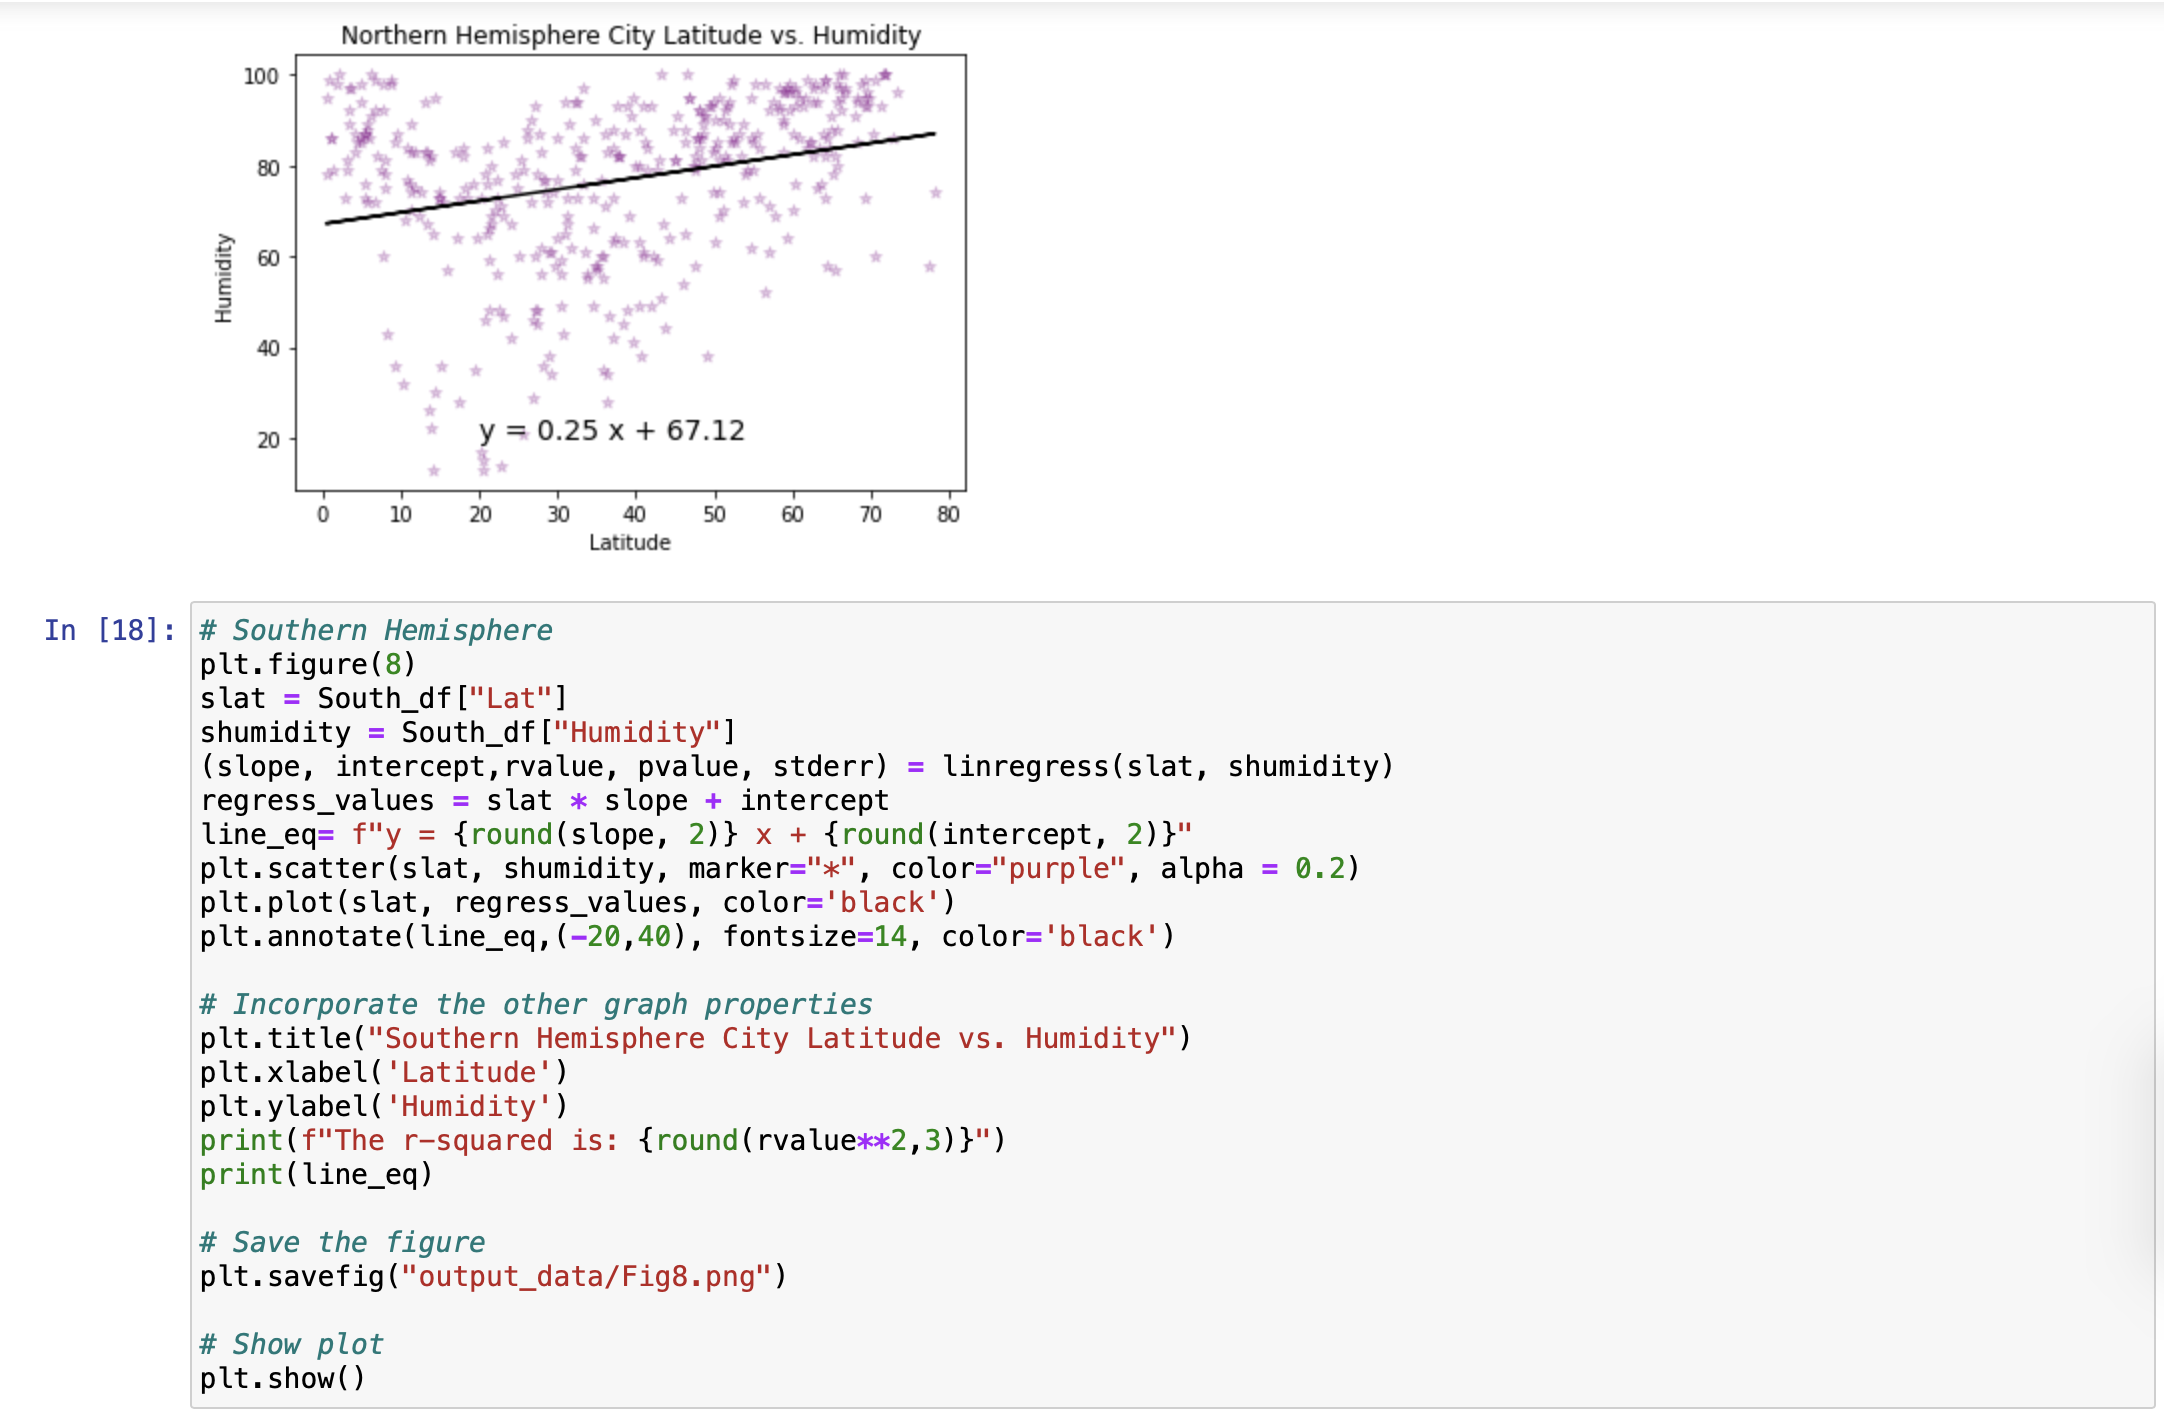 Northern Hemisphere City Latitude vs. Humidity
100
80
60
40
20
Humidity
y = 0.25 x + 67.12
0 10 20 30 40 50 60 70 80
Latitude
In [18]:
# Southern Hemisphere
plt.figure(8)
slat = South_df["Lat"]
shumidity = South_df["Humidity"]
(slope, intercept,rvalue, pvalue, stderr) = linregress(slat, shumidity)
regress_values = slat * slope + intercept
line_eq= f"y = {round(slope, 2)} x + {round(intercept, 2)}"
plt.scatter(slat, shumidity, marker="*", color="purple", alpha = 0.2)
plt.plot(slat, regress_values, color='black')
plt.annotate(line_eq,(-20,40), fontsize=14, color='black')
# Incorporate the other graph properties
plt.title("Southern Hemisphere City Latitude vs. Humidity")
plt.xlabel('Latitude')
plt.ylabel('Humidity')
print(f"The r-squared is: {round(rvalue**2,3)}")
print(line_eq)
# Save the figure
plt.savefig("output_data/Fig8.png")
# Show plot
plt.show()